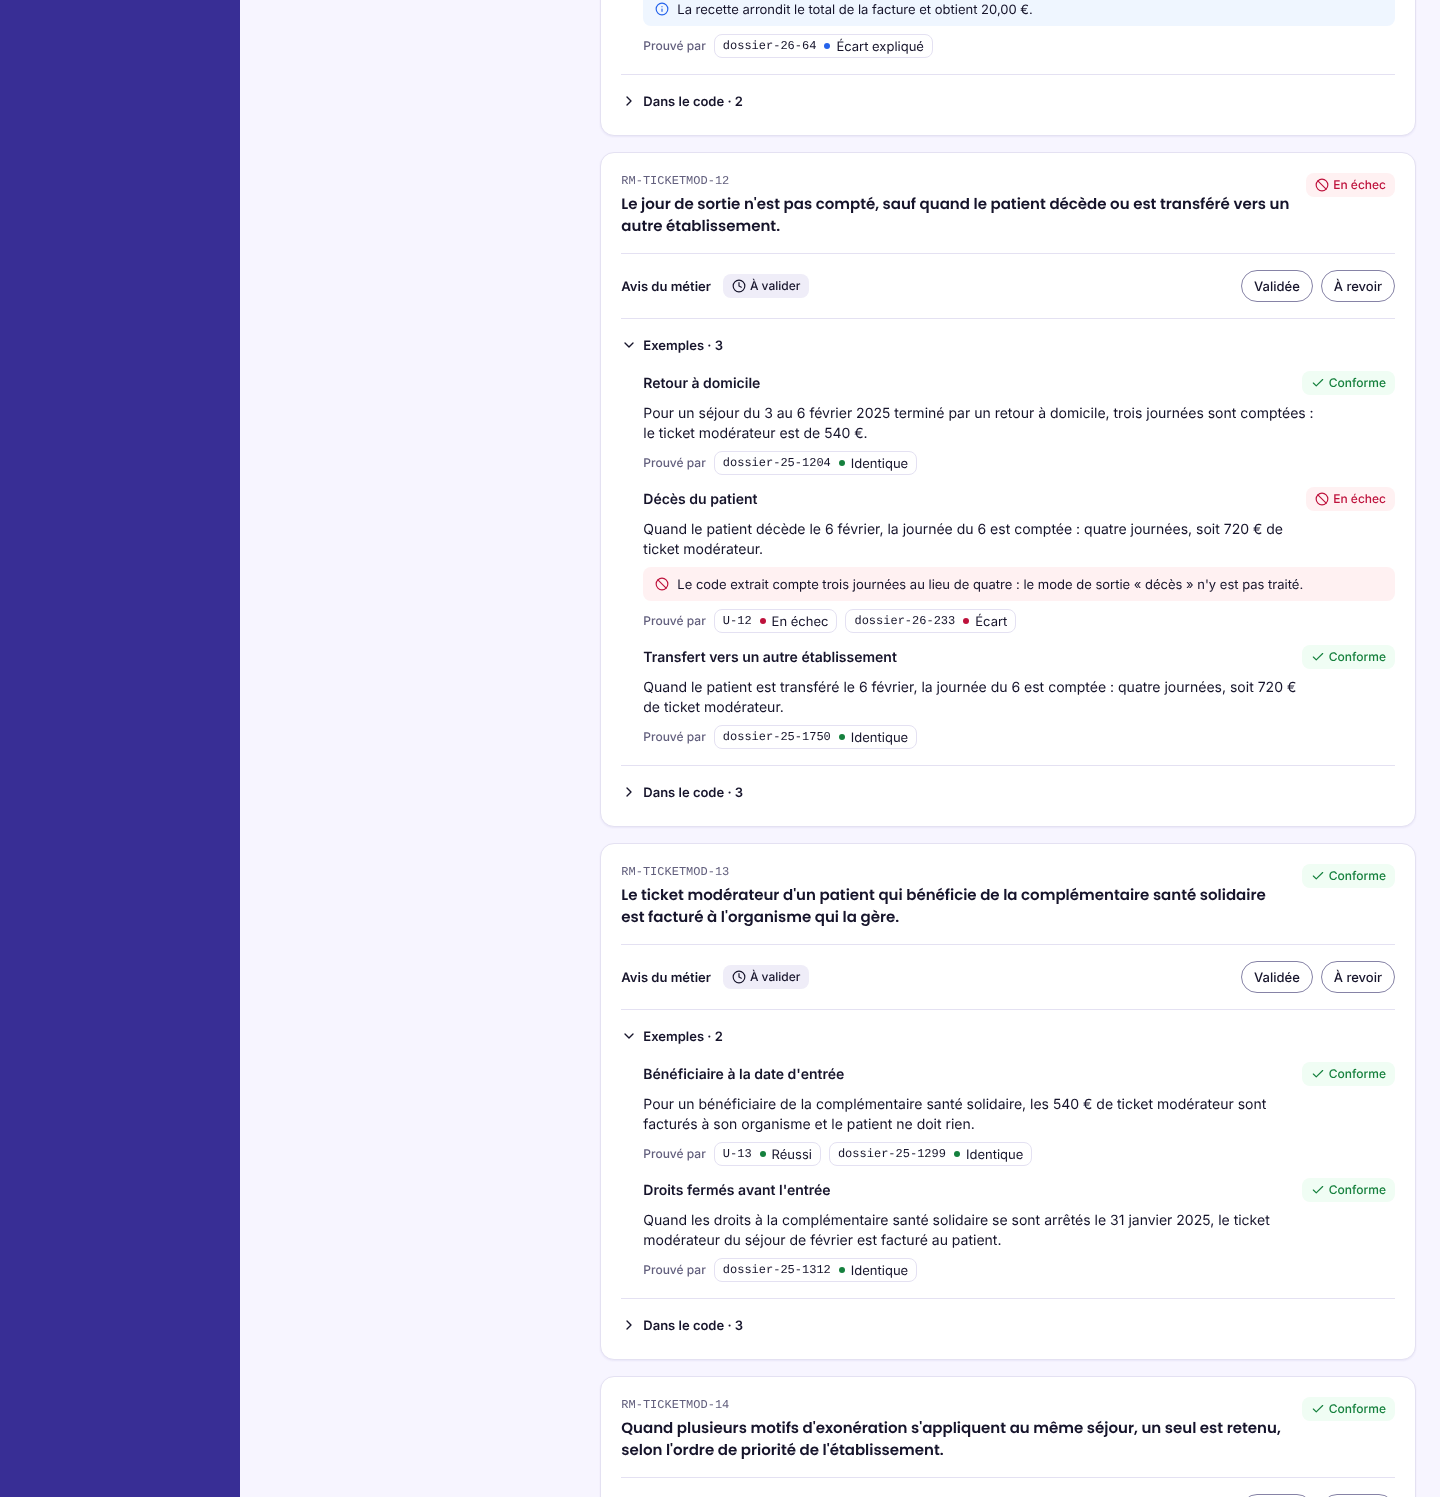 La recette arrondit le total de la facture et obtient 20,00 €.
Prouvé par dossier-26-64 Écart expliqué
Dans le code · 2
RM-TICKETMOD-12
En échec
Le jour de sortie n'est pas compté, sauf quand le patient décède ou est transféré vers un
autre établissement.
Avis du métier À valider Validée À revoir
Exemples · 3
Retour à domicile Conforme
Pour un séjour du 3 au 6 février 2025 terminé par un retour à domicile, trois journées sont comptées :
le ticket modérateur est de 540 €.
Prouvé par dossier-25-1204 Identique
Décès du patient En échec
Quand le patient décède le 6 février, la journée du 6 est comptée : quatre journées, soit 720 € de
ticket modérateur.
Le code extrait compte trois journées au lieu de quatre : le mode de sortie « décès » n'y est pas traité.
Prouvé par U-12 En échec dossier-26-233 Écart
Transfert vers un autre établissement Conforme
Quand le patient est transféré le 6 février, la journée du 6 est comptée : quatre journées, soit 720 €
de ticket modérateur.
Prouvé par dossier-25-1750 Identique
Dans le code · 3
RM-TICKETMOD-13
Conforme
Le ticket modérateur d'un patient qui bénéficie de la complémentaire santé solidaire
est facturé à l'organisme qui la gère.
Avis du métier À valider Validée À revoir
Exemples · 2
Bénéficiaire à la date d'entrée Conforme
Pour un bénéficiaire de la complémentaire santé solidaire, les 540 € de ticket modérateur sont
facturés à son organisme et le patient ne doit rien.
Prouvé par U-13 Réussi dossier-25-1299 Identique
Droits fermés avant l'entrée Conforme
Quand les droits à la complémentaire santé solidaire se sont arrêtés le 31 janvier 2025, le ticket
modérateur du séjour de février est facturé au patient.
Prouvé par dossier-25-1312 Identique
Dans le code · 3
RM-TICKETMOD-14
Conforme
Quand plusieurs motifs d'exonération s'appliquent au même séjour, un seul est retenu,
selon l'ordre de priorité de l'établissement.